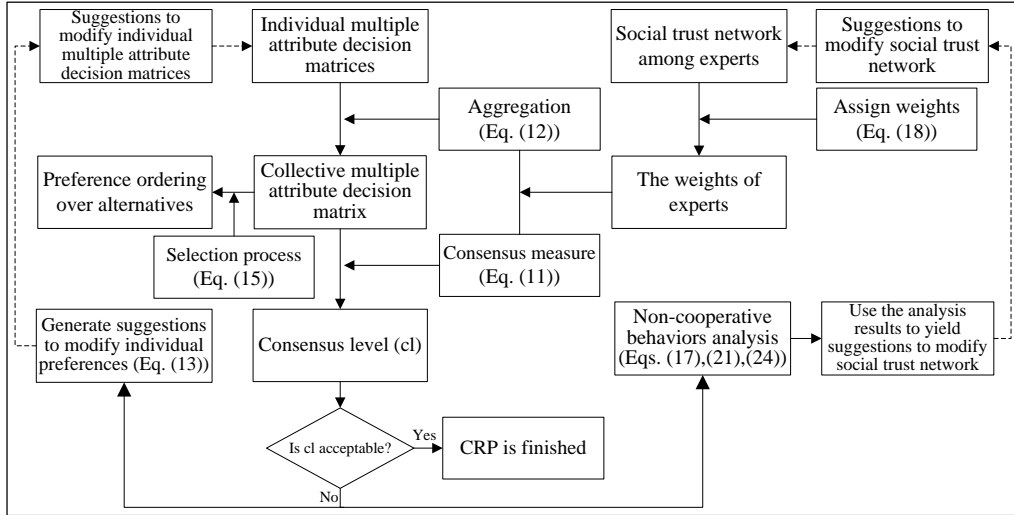 Suggestions to
modify individual
multiple attribute
decision matrices
Individual multiple
attribute decision
matrices
Social trust network
among experts
Suggestions to
modify social trust
network
Aggregation
(Eq. (12))
Assign weights
(Eq. (18))
Preference ordering
over alternatives
Collective multiple
attribute decision
matrix
The weights of
experts
Selection process
(Eq. (15))
Consensus measure
(Eq. (11))
Generate suggestions
to modify individual
preferences (Eq. (13))
Consensus level (cl)
Non-cooperative
behaviors analysis
(Eqs. (17),(21),(24))
Use the analysis
results to yield
suggestions to modify
social trust network
Is cl acceptable?
Yes
CRP is finished
No